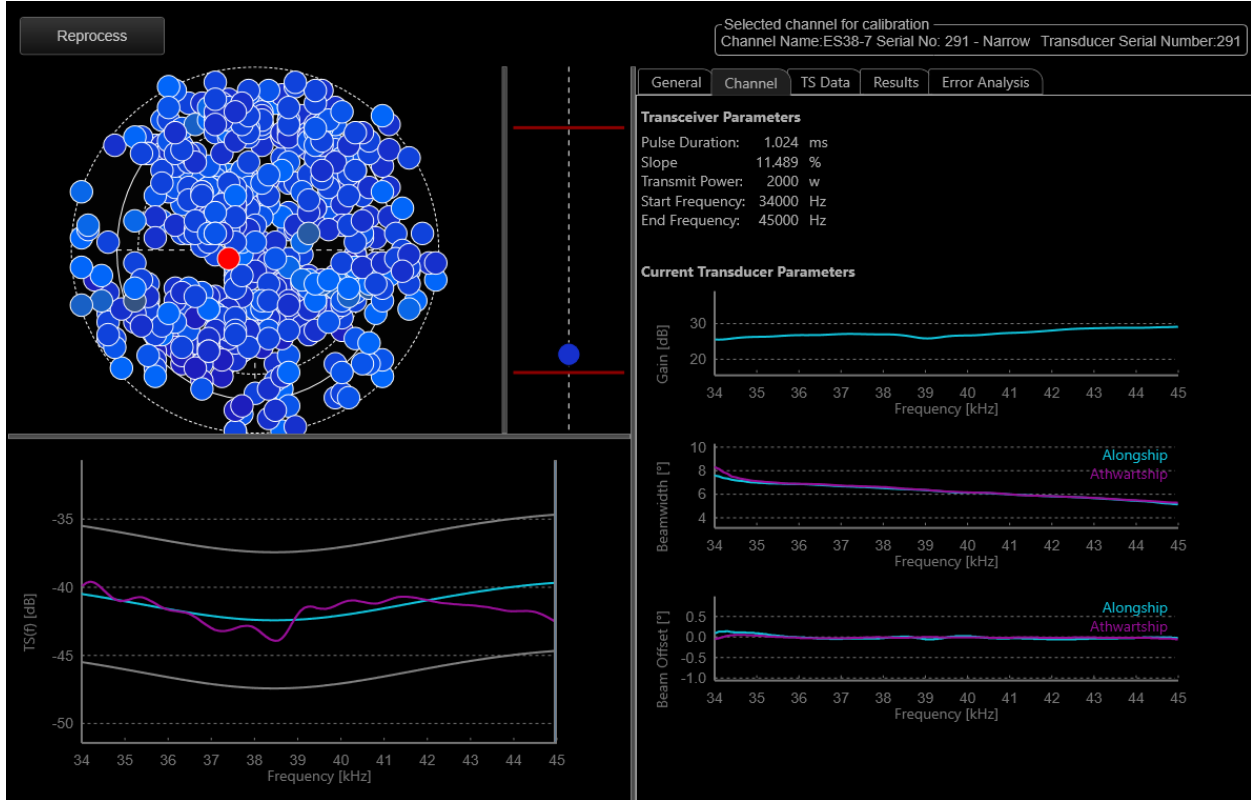 Reprocess
Selected channel for calibration
Channel Name:ES38-7 Serial No: 291 - Narrow   Transducer Serial Number:291
General Channel TS Data Results Error Analysis
Transceiver Parameters
Pulse Duration: 1.024 ms
Slope 11.489 %
Transmit Power: 2000 w
Start Frequency: 34000 Hz
End Frequency: 45000 Hz
Current Transducer Parameters
Gain [dB]
30
20
34 35 36 37 38 39 40 41 42 43 44 45
Frequency [kHz]
Beamwidth [°]
10
8
6
4
Alongship
Athwartship
34 35 36 37 38 39 40 41 42 43 44 45
Frequency [kHz]
Beam Offset [°]
0.5
0.0
-0.5
-1.0
Alongship
Athwartship
34 35 36 37 38 39 40 41 42 43 44 45
Frequency [kHz]
TS(f) [dB]
-35
-40
-45
-50
34 35 36 37 38 39 40 41 42 43 44 45
Frequency [kHz]